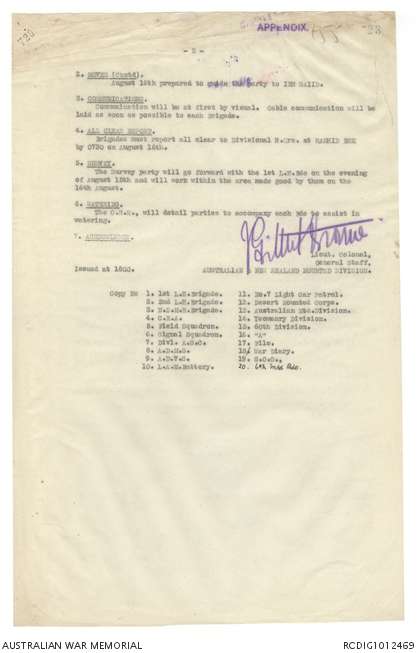 APPENDIX.
725
155
23
- 2 -
2. MOVES (Contd).
August 15th prepared to guide the party to IBN SAIID.
3. COMMUNICATIONS.
Communication will be at first by visual. Cable communication will be
laid as soon as possible to each Brigade.
4. ALL CLEAR REPORT.
Brigades must report all clear to Divisional H.Qrs. at RASHID BEK
by 0730 on August 16th.
5. SURVEY.
The Survey party will go forward with the 1st L.H.Bde on the evening
of August 15th and will work within the area made good by them on the
16th August.
6. WATERING.
The C.R.E., will detail parties to accompany each Bde to assist in
watering.
7. ACKNOWLEDGE.
Lieut. Colonel,
General Staff,
Issued at 1800. AUSTRALIAN & NEW ZEALAND MOUNTED DIVISION.
Copy No 1. 1st L.H.Brigade. 11. No.7 Light Car Patrol.
2. 2nd L.H.Brigade. 12. Desert Mounted Corps.
3. N.Z.M.R.Brigade. 13. Australian Mtd.Division.
4. C.R.A. 14. Yeomanry Division.
5. Field Squadron. 15. 60th Division.
6. Signal Squadron. 16. "A"
7. Divl. A.S.C. 17. File.
8. A.D.M.S. 18. War Diary.
9. A.D.V.S. 19. G.O.C.,
10. L.A.M.Battery. 20. 6th Mtd Bde.
AUSTRALIAN WAR MEMORIAL
RCDIG1012469